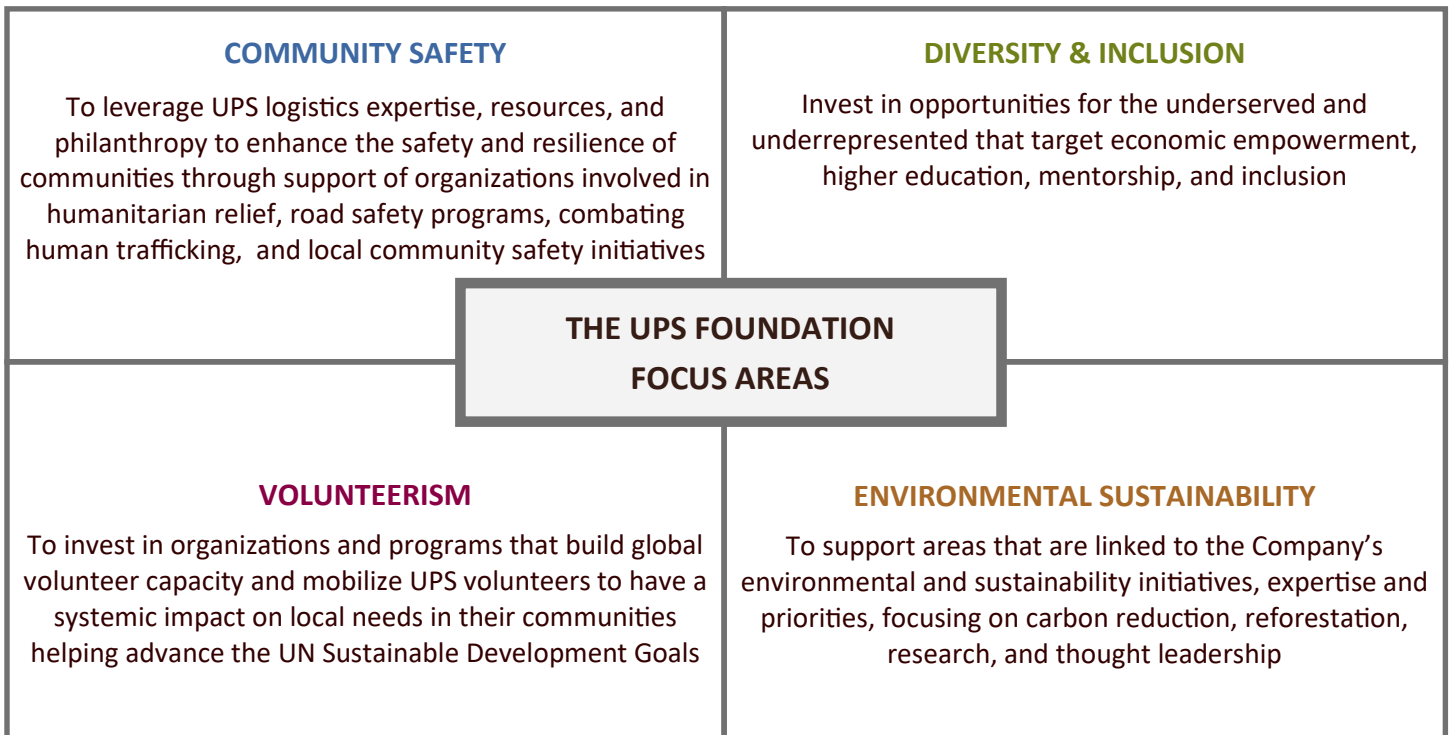 COMMUNITY SAFETY
To leverage UPS logistics expertise, resources, and
philanthropy to enhance the safety and resilience of
communities through support of organizations involved in
humanitarian relief, road safety programs, combating
human trafficking,  and local community safety initiatives
DIVERSITY & INCLUSION
Invest in opportunities for the underserved and
underrepresented that target economic empowerment,
higher education, mentorship, and inclusion
THE UPS FOUNDATION
FOCUS AREAS
VOLUNTEERISM
To invest in organizations and programs that build global
volunteer capacity and mobilize UPS volunteers to have a
systemic impact on local needs in their communities
helping advance the UN Sustainable Development Goals
ENVIRONMENTAL SUSTAINABILITY
To support areas that are linked to the Company’s
environmental and sustainability initiatives, expertise and
priorities, focusing on carbon reduction, reforestation,
research, and thought leadership